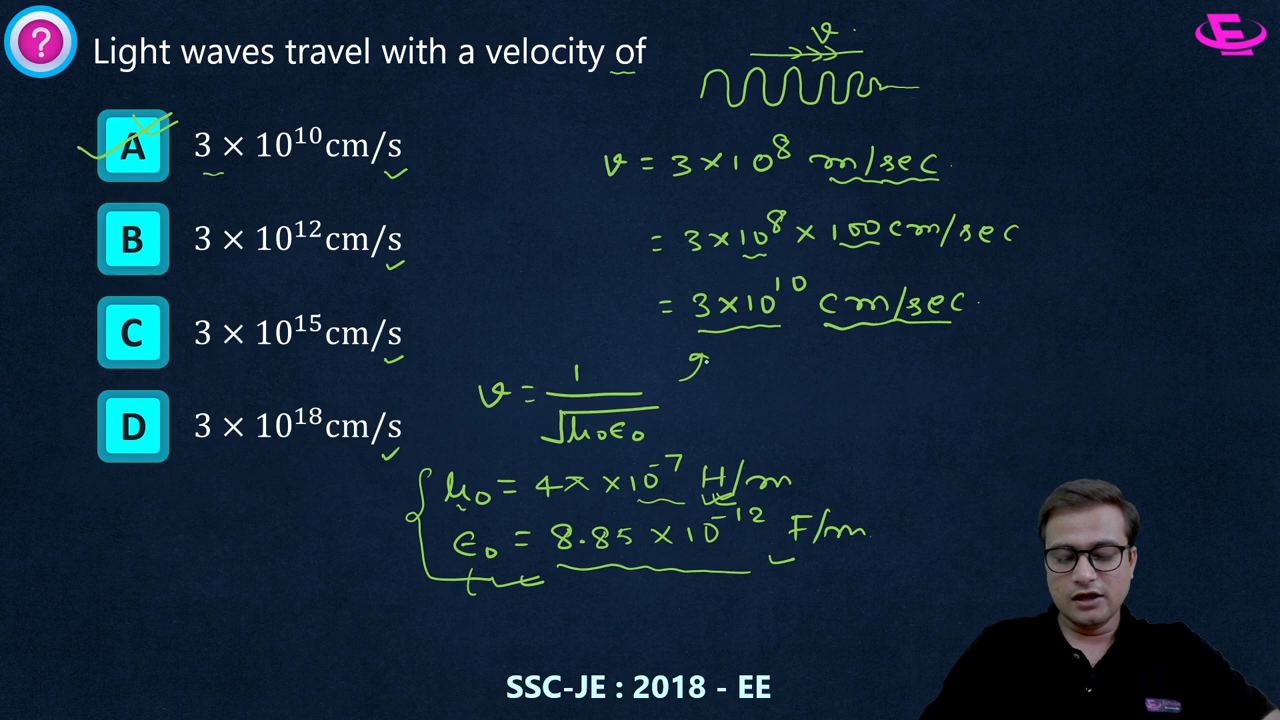 ?
Light waves travel with a velocity of
A 3 × 10¹⁰cm/s
B 3 × 10¹²cm/s
C 3 × 10¹⁵cm/s
D 3 × 10¹⁸cm/s
v
v = 3×10⁸ m/sec
= 3×10⁸ × 100 cm/sec
= 3×10¹⁰ cm/sec
v = 1/√μ₀ε₀
μ₀ = 4π ×10⁻⁷ H/m
ε₀ = 8.85 × 10⁻¹² F/m
SSC-JE : 2018 - EE